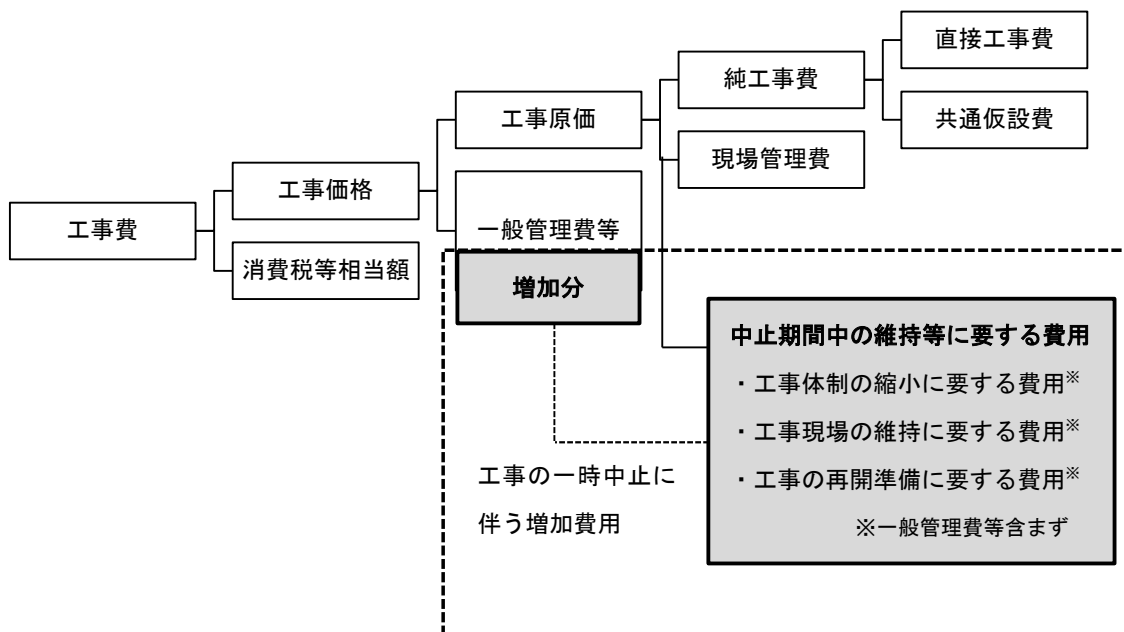 直接工事費
純工事費
共通仮設費
工事原価
現場管理費
工事価格
一般管理費等
工事費
消費税等相当額
増加分
中止期間中の維持等に要する費用
・工事体制の縮小に要する費用※
・工事現場の維持に要する費用※
・工事の再開準備に要する費用※
※一般管理費等含まず
工事の一時中止に
伴う増加費用